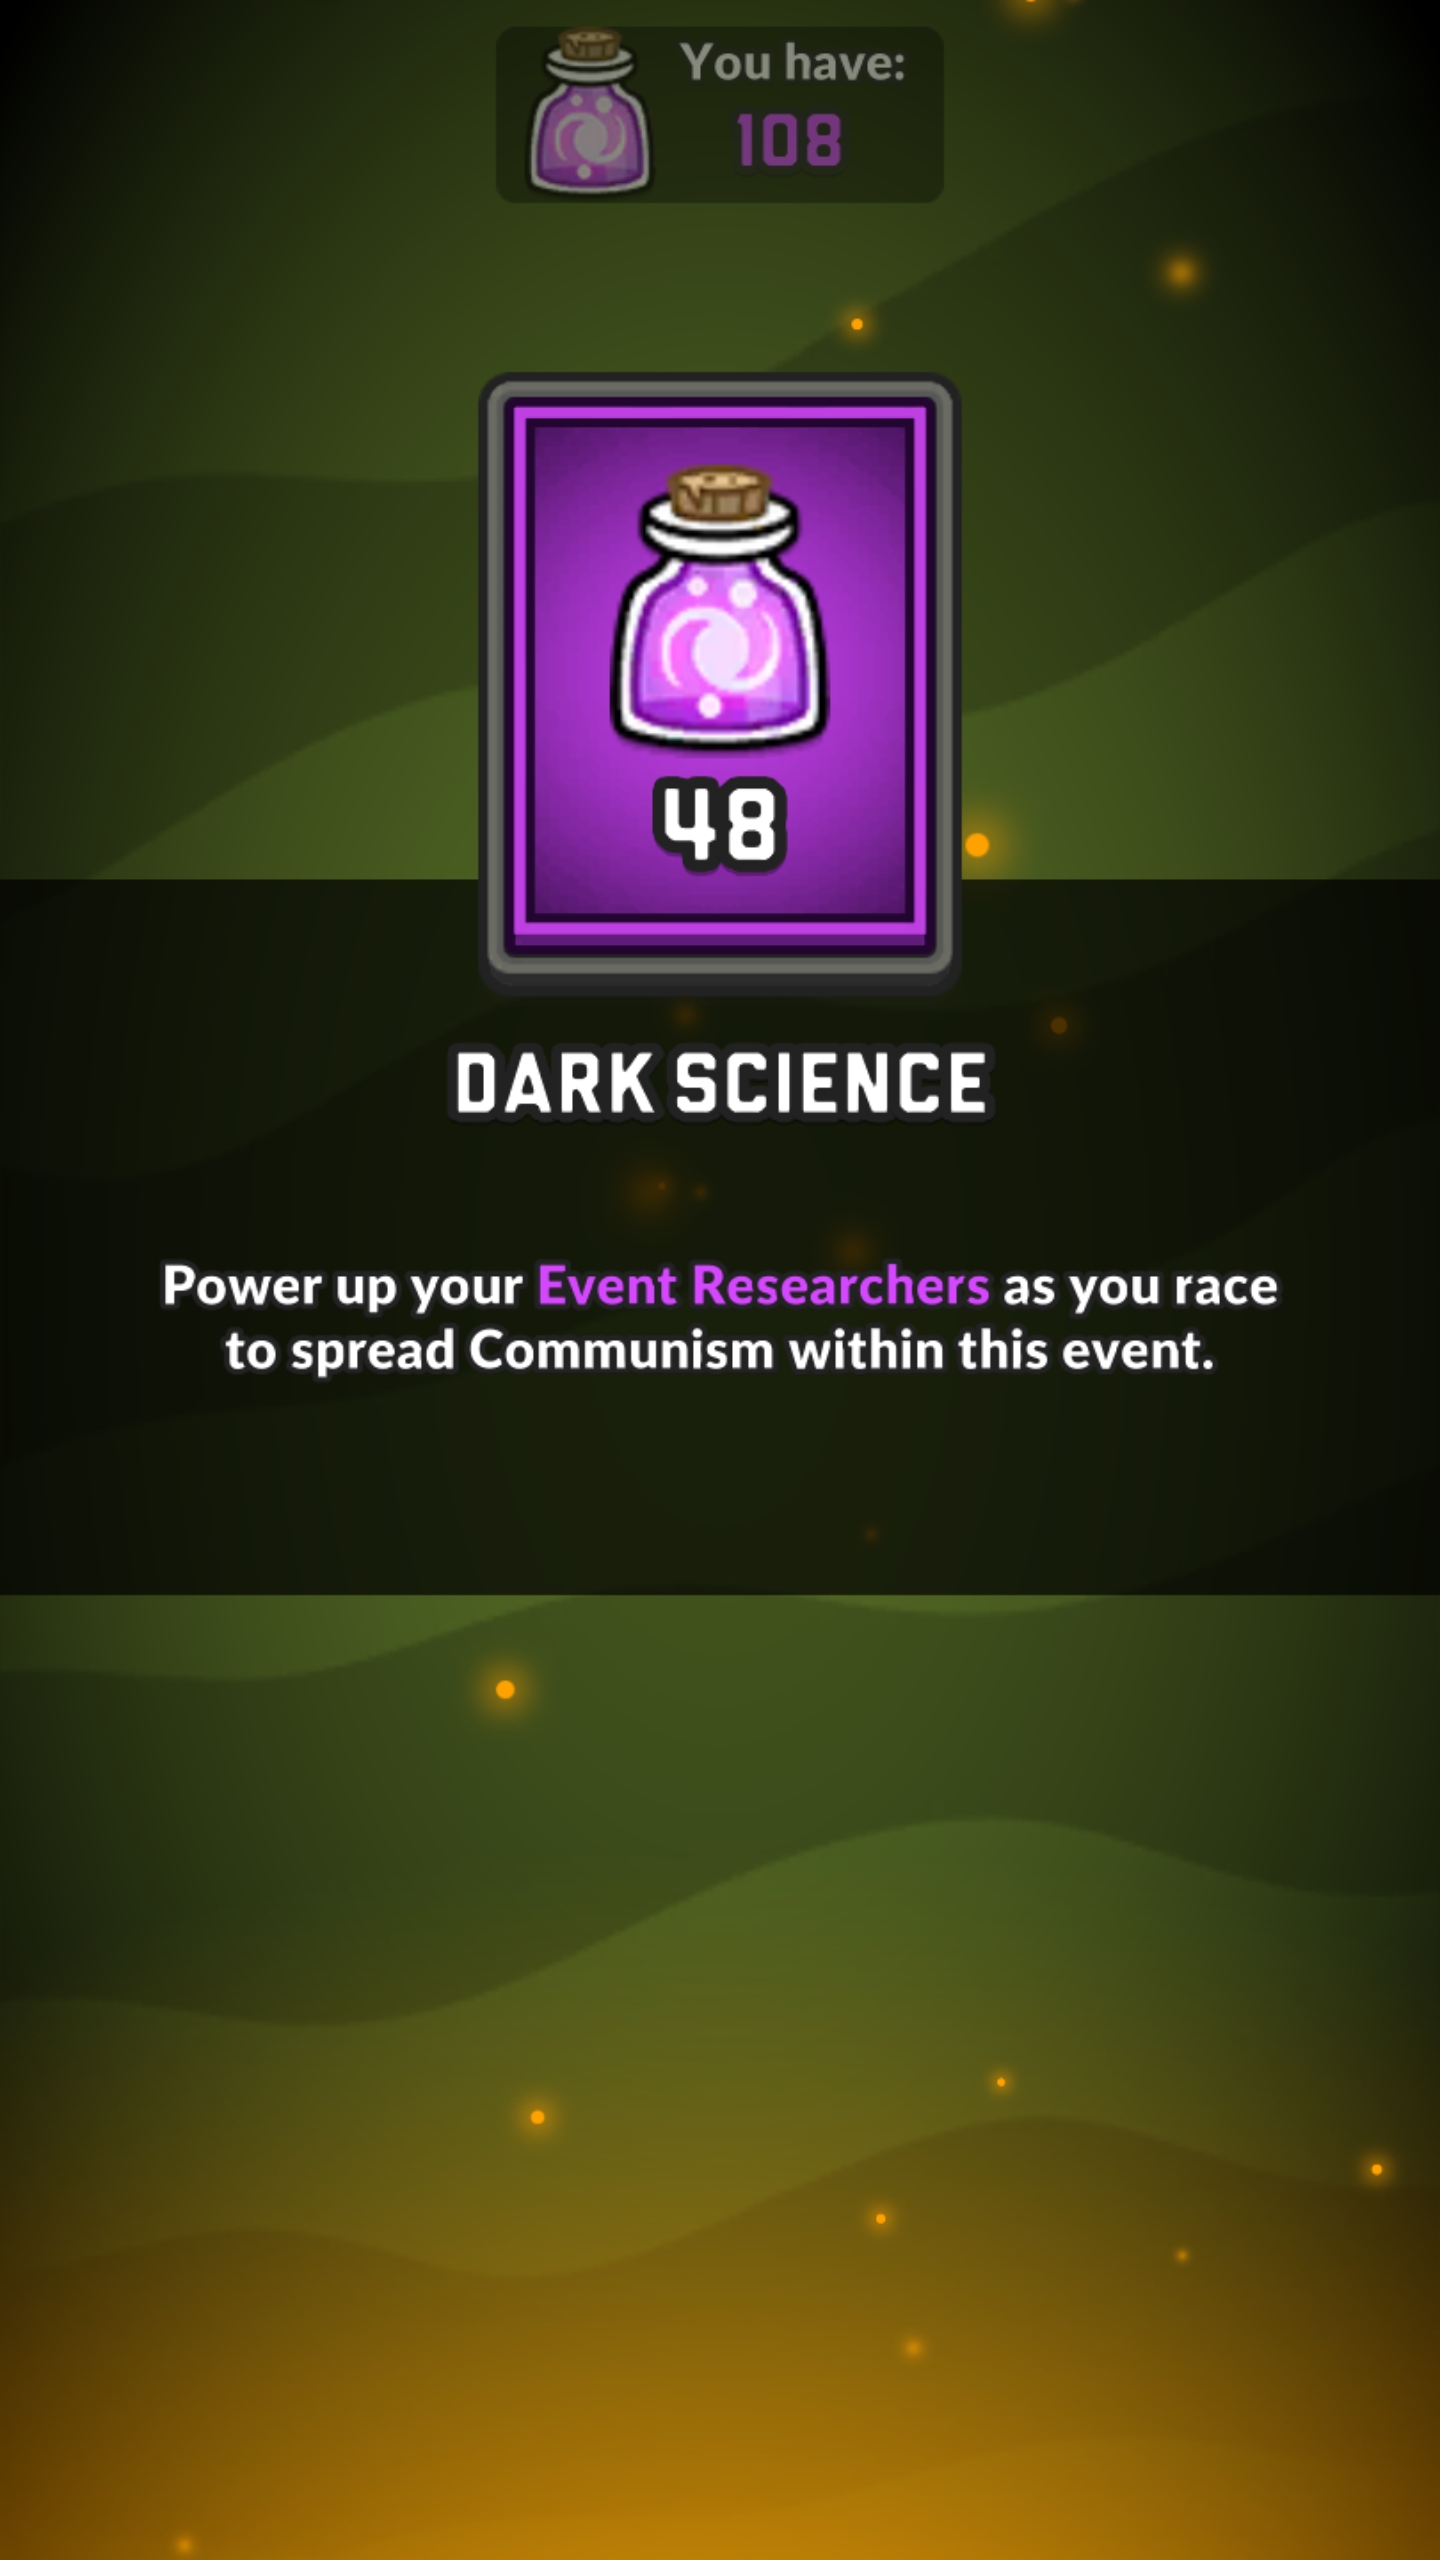 You have:
108
48
DARK SCIENCE
Power up your Event Researchers as you race
to spread Communism within this event.